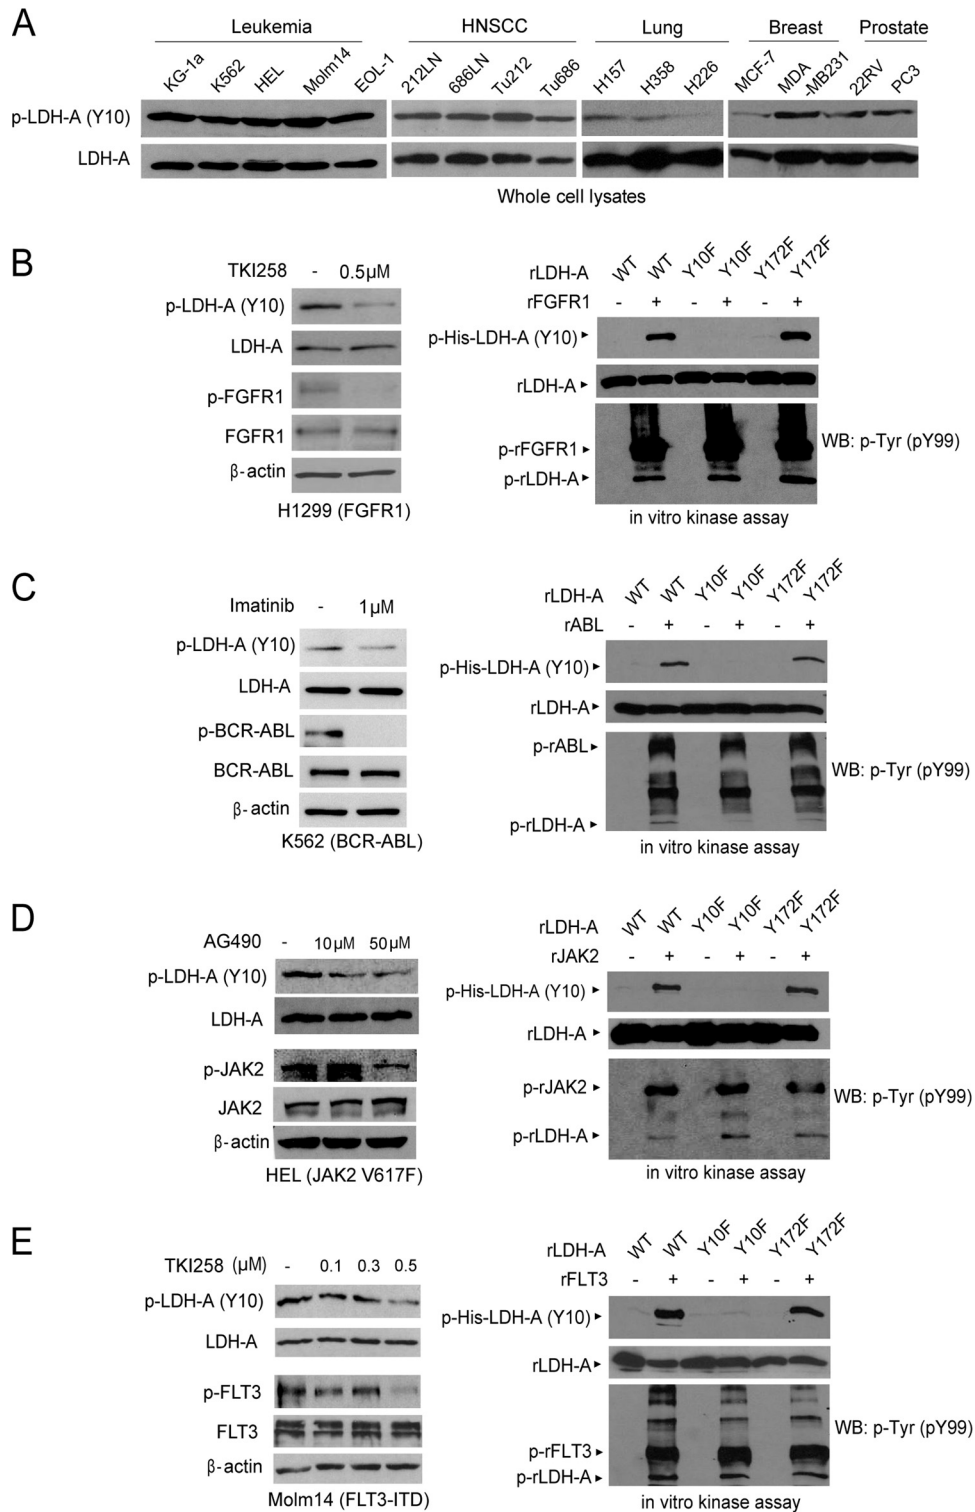 A
Leukemia HNSCC Lung Breast Prostate
KG-1a K562 HEL Molm14 EOL-1 212LN 686LN Tu212 Tu686 H157 H358 H226 MCF-7 MDA -MB231 22RV PC3
p-LDH-A (Y10)
LDH-A
Whole cell lysates
B
TKI258 - 0.5μM
p-LDH-A (Y10)
LDH-A
p-FGFR1
FGFR1
β-actin
H1299 (FGFR1)
rLDH-A WT WT Y10F Y10F Y172F Y172F
rFGFR1 - + - + - +
p-His-LDH-A (Y10)
rLDH-A
p-rFGFR1
p-rLDH-A
WB: p-Tyr (pY99)
in vitro kinase assay
C
Imatinib - 1μM
p-LDH-A (Y10)
LDH-A
p-BCR-ABL
BCR-ABL
β-actin
K562 (BCR-ABL)
rLDH-A WT WT Y10F Y10F Y172F Y172F
rABL - + - + - +
p-His-LDH-A (Y10)
rLDH-A
p-rABL
p-rLDH-A
WB: p-Tyr (pY99)
in vitro kinase assay
D
AG490 - 10μM 50μM
p-LDH-A (Y10)
LDH-A
p-JAK2
JAK2
β-actin
HEL (JAK2 V617F)
rLDH-A WT WT Y10F Y10F Y172F Y172F
rJAK2 - + - + - +
p-His-LDH-A (Y10)
rLDH-A
p-rJAK2
p-rLDH-A
WB: p-Tyr (pY99)
in vitro kinase assay
E
TKI258 (μM) - 0.1 0.3 0.5
p-LDH-A (Y10)
LDH-A
p-FLT3
FLT3
β-actin
Molm14 (FLT3-ITD)
rLDH-A WT WT Y10F Y10F Y172F Y172F
rFLT3 - + - + - +
p-His-LDH-A (Y10)
rLDH-A
p-rFLT3
p-rLDH-A
WB: p-Tyr (pY99)
in vitro kinase assay